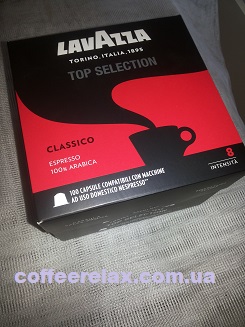 LAVAZZA
TORINO, ITALIA, 1895
TOP SELECTION
CLASSICO
ESPRESSO
100% ARABICA
8
INTENSITÀ
100 CAPSULE COMPATIBILI CON MACCHINE
AD USO DOMESTICO NESPRESSO
coffeerelax.com.ua